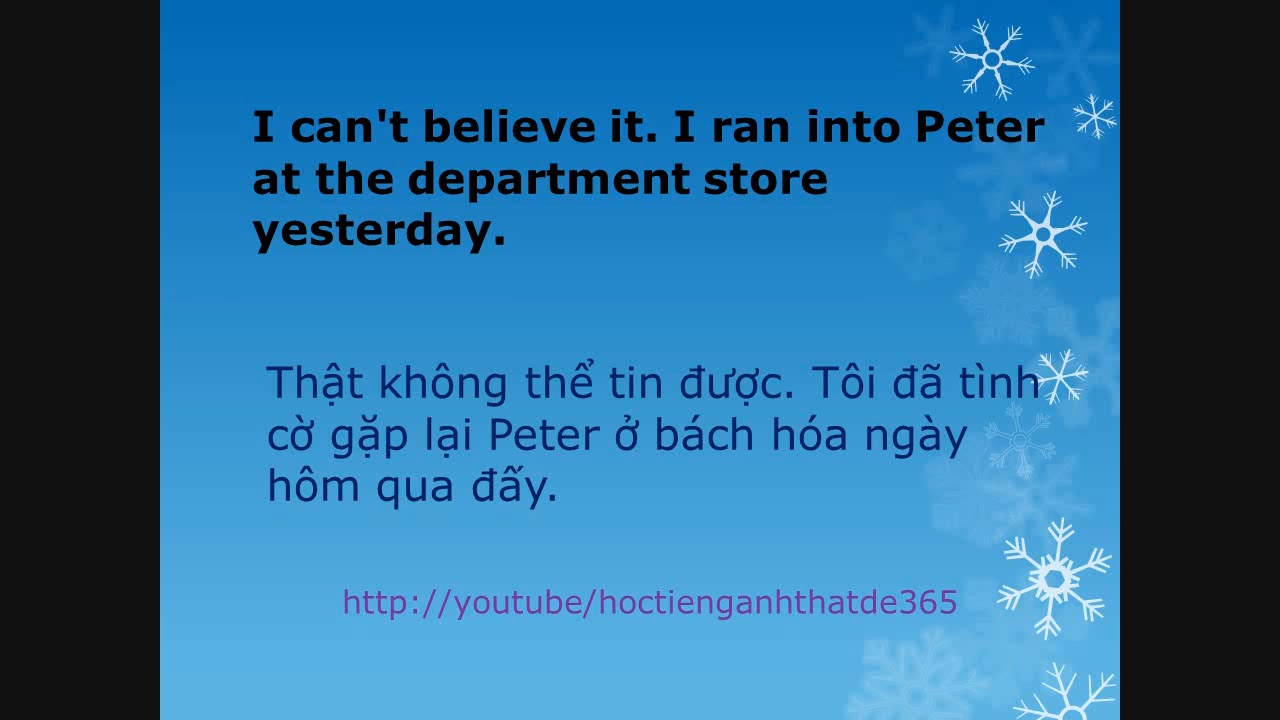 I can't believe it. I ran into Peter
at the department store
yesterday.
Thật không thể tin được. Tôi đã tình
cờ gặp lại Peter ở bách hóa ngày
hôm qua đấy.
http://youtube/hoctienganhthatde365